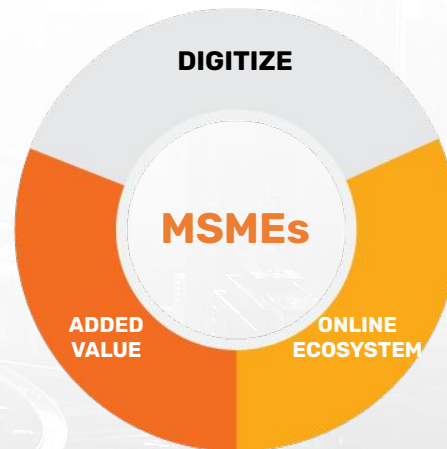 DIGITIZE
MSMEs
ADDED
VALUE
ONLINE
ECOSYSTEM